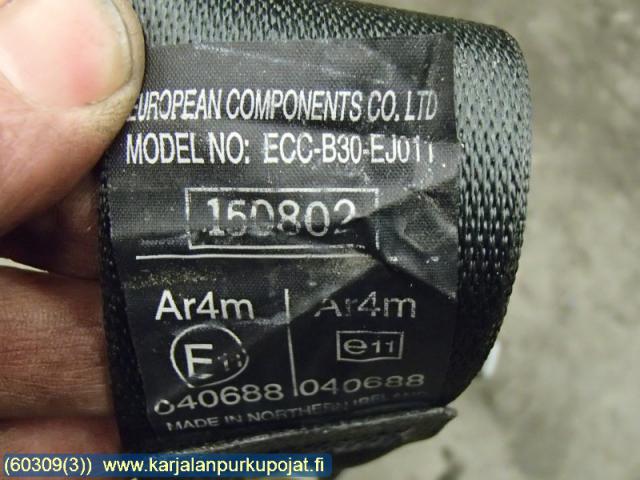 EUROPEAN COMPONENTS CO. LTD
MODEL NO: ECC-B30-EJ011
150802
Ar4m Ar4m
E11 e11
040688 040688
MADE IN NORTHERN IRELAND
(60309(3)) www.karjalanpurkupojat.fi